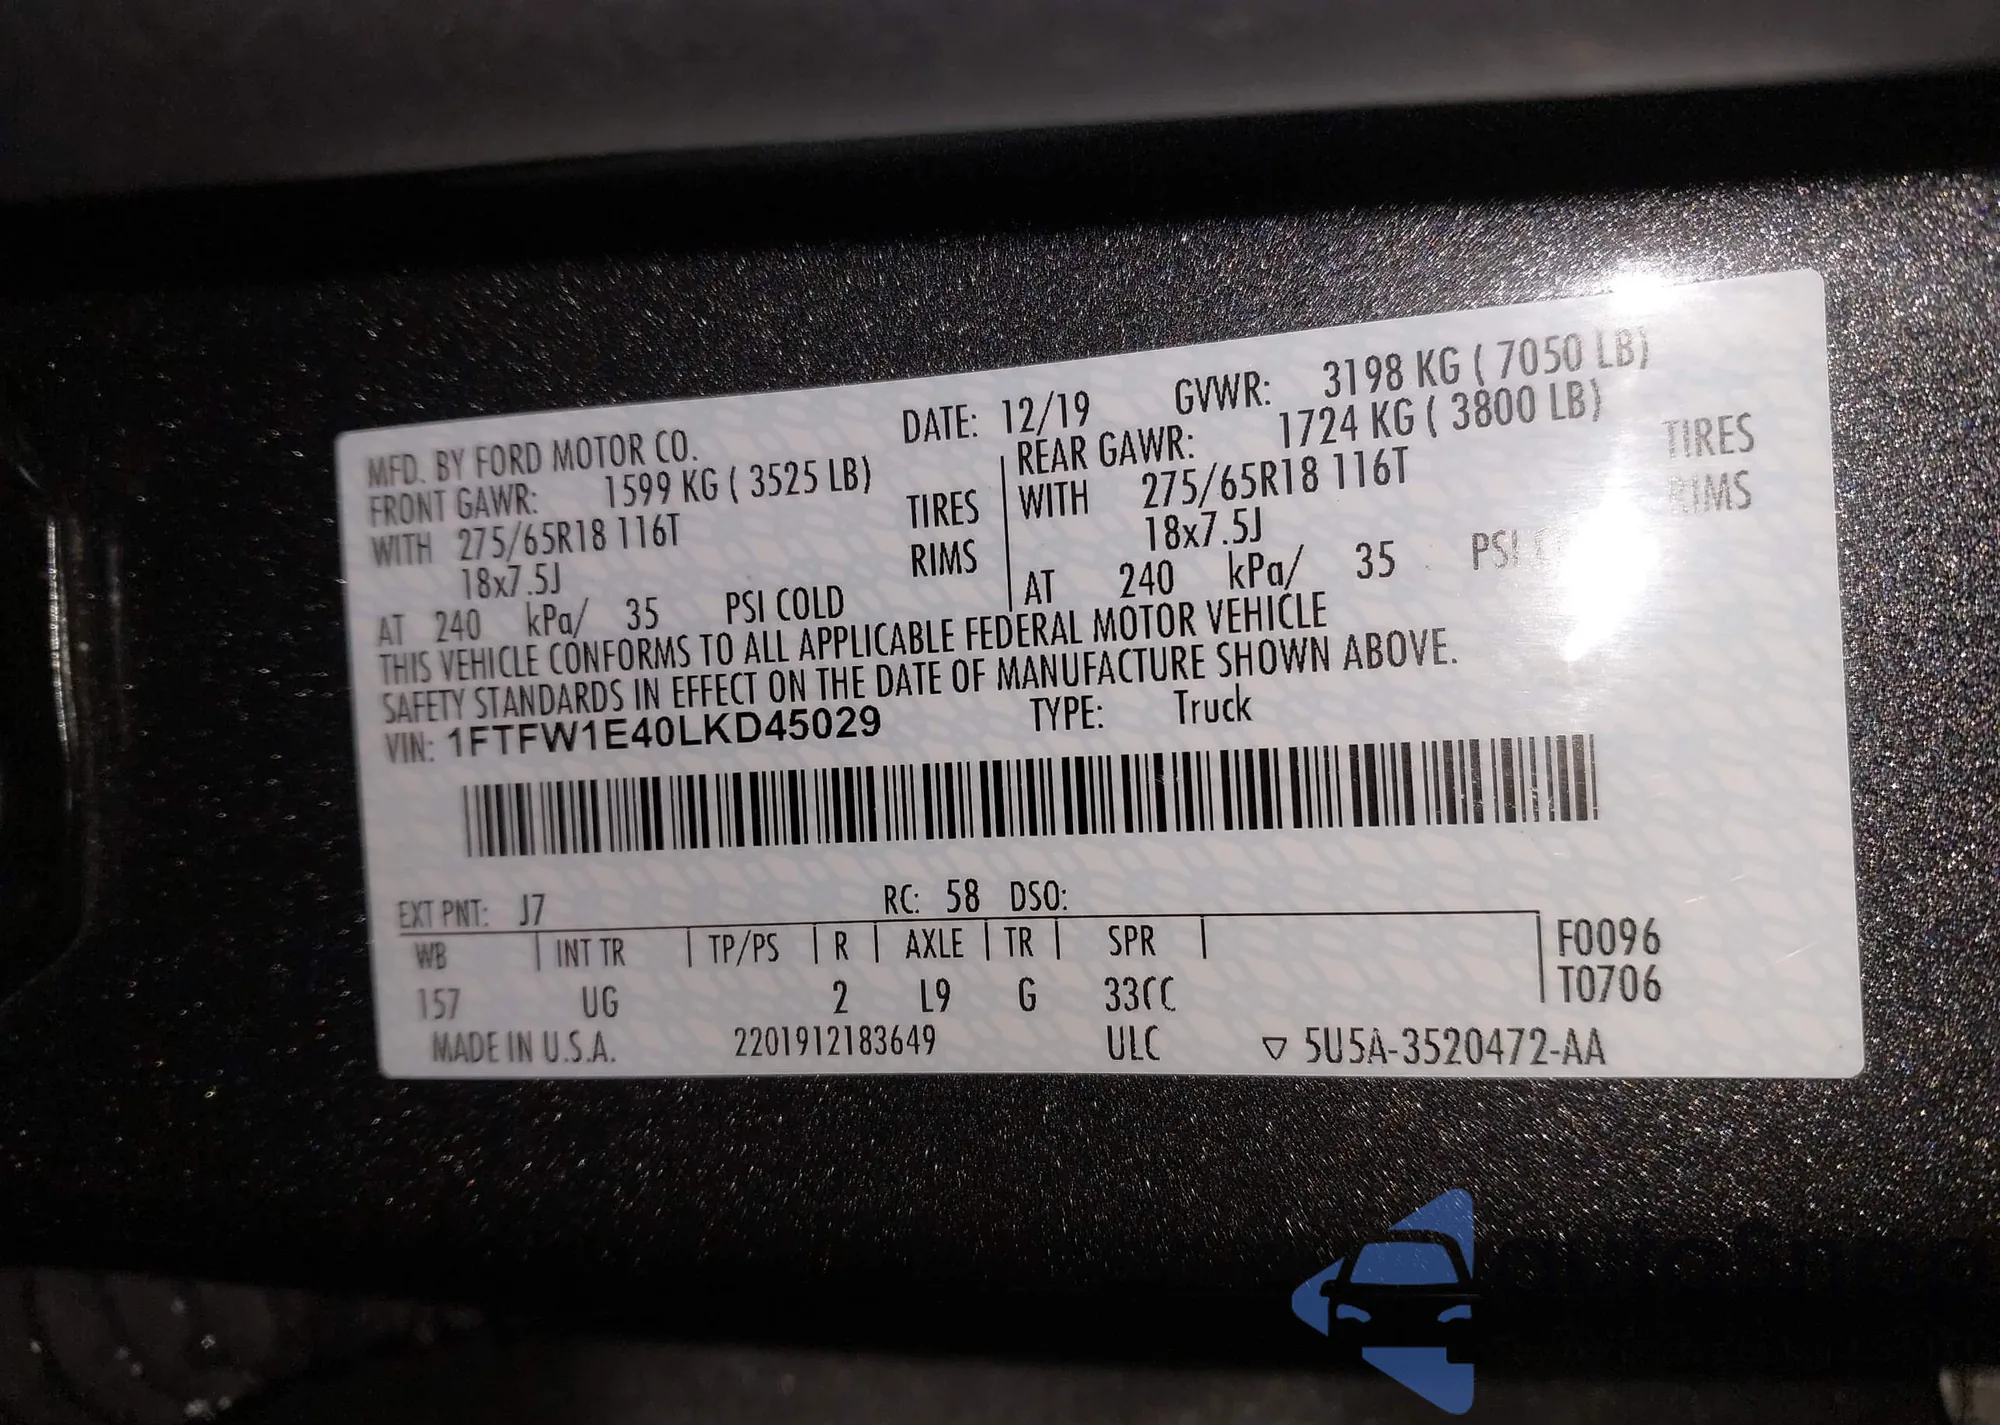 MFD. BY FORD MOTOR CO. DATE: 12/19 GVWR: 3198 KG ( 7050 LB)
FRONT GAWR: 1599 KG ( 3525 LB) REAR GAWR: 1724 KG ( 3800 LB)
WITH 275/65R18 116T TIRES WITH 275/65R18 116T TIRES
18x7.5J RIMS 18x7.5J RIMS
AT 240 kPa/ 35 PSI COLD AT 240 kPa/ 35 PSI
THIS VEHICLE CONFORMS TO ALL APPLICABLE FEDERAL MOTOR VEHICLE
SAFETY STANDARDS IN EFFECT ON THE DATE OF MANUFACTURE SHOWN ABOVE.
VIN: 1FTFW1E40LKD45029 TYPE: Truck
EXT PNT: J7 RC: 58 DSO:
WB INT TR TP/PS R AXLE TR SPR F0096
157 UG 2 L9 G 33CC T0706
MADE IN U.S.A. 2201912183649 ULC ▽ 5U5A-3520472-AA